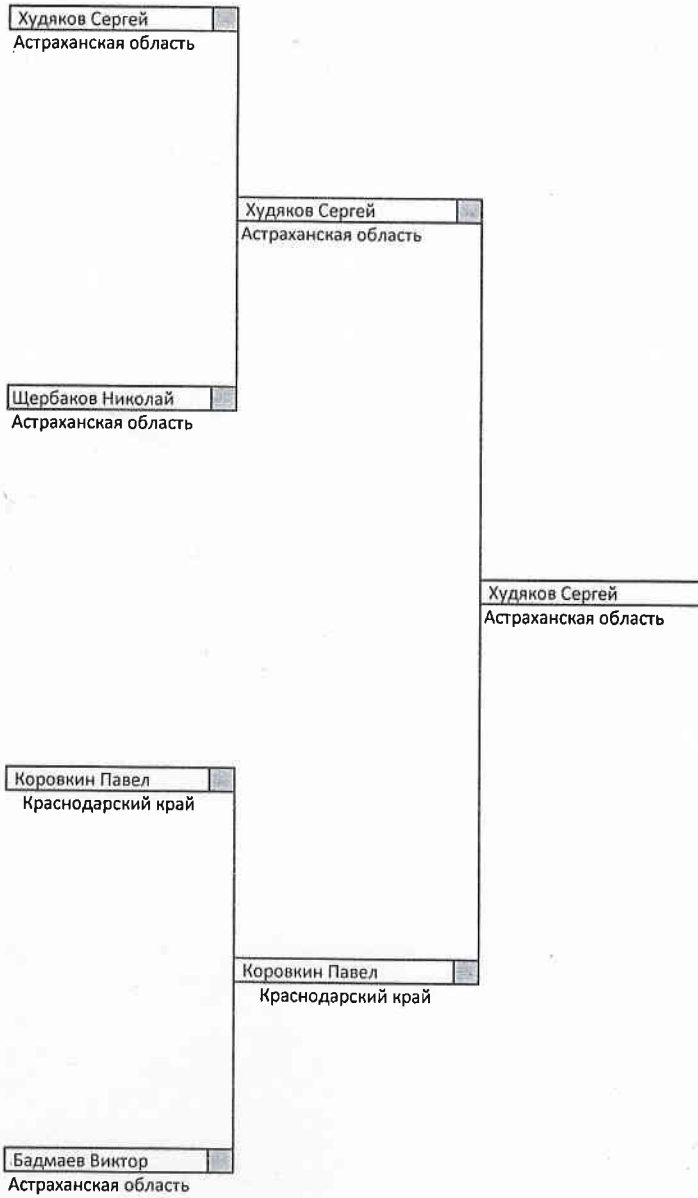 Худяков Сергей
Астраханская область
Худяков Сергей
Астраханская область
Щербаков Николай
Астраханская область
Худяков Сергей
Астраханская область
Коровкин Павел
Краснодарский край
Коровкин Павел
Краснодарский край
Бадмаев Виктор
Астраханская область